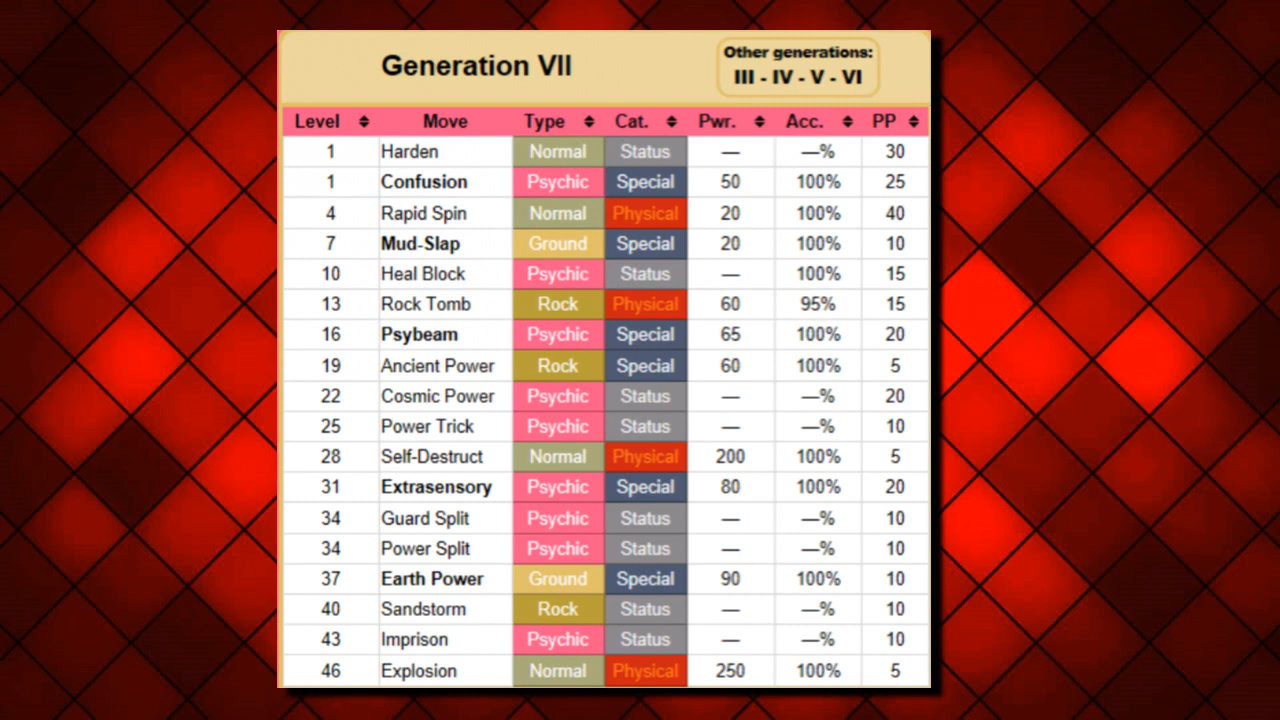 Generation VII
Other generations:
III - IV - V - VI
Level Move Type Cat. Pwr. Acc. PP
1 Harden Normal Status — —% 30
1 Confusion Psychic Special 50 100% 25
4 Rapid Spin Normal Physical 20 100% 40
7 Mud-Slap Ground Special 20 100% 10
10 Heal Block Psychic Status — 100% 15
13 Rock Tomb Rock Physical 60 95% 15
16 Psybeam Psychic Special 65 100% 20
19 Ancient Power Rock Special 60 100% 5
22 Cosmic Power Psychic Status — —% 20
25 Power Trick Psychic Status — —% 10
28 Self-Destruct Normal Physical 200 100% 5
31 Extrasensory Psychic Special 80 100% 20
34 Guard Split Psychic Status — —% 10
34 Power Split Psychic Status — —% 10
37 Earth Power Ground Special 90 100% 10
40 Sandstorm Rock Status — —% 10
43 Imprison Psychic Status — —% 10
46 Explosion Normal Physical 250 100% 5